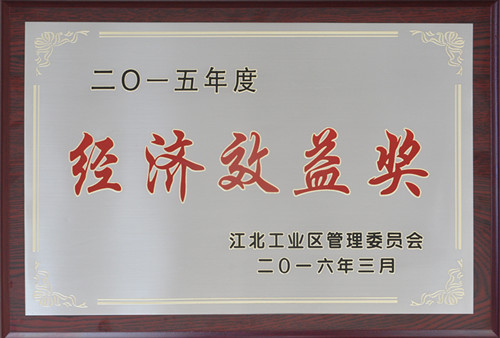 二〇一五年度
经济效益奖
江北工业区管理委员会
二〇一六年三月